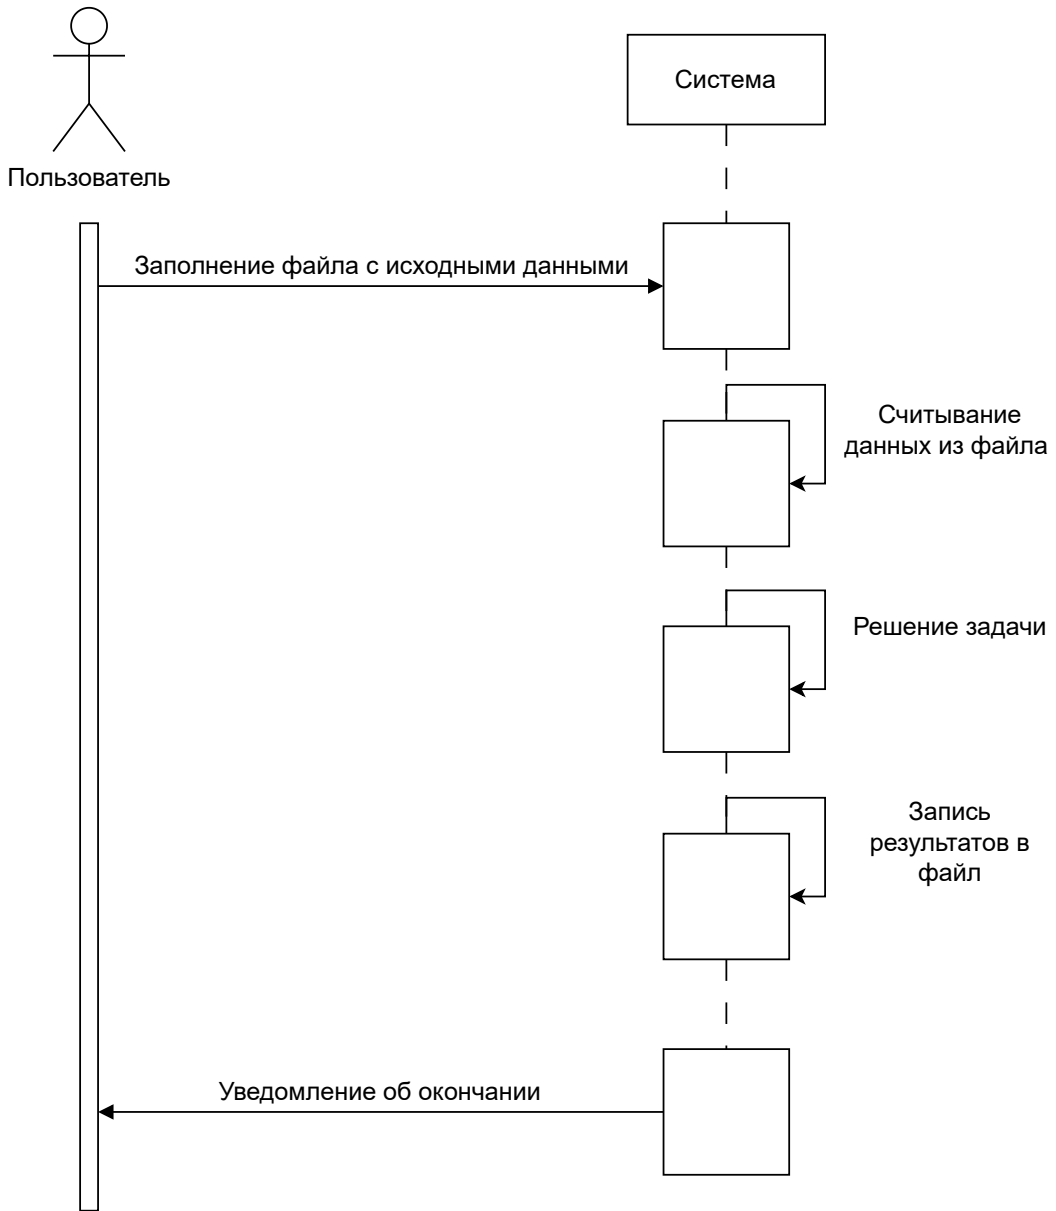 Система
Пользователь
Заполнение файла с исходными данными
Считывание
данных из файла
Решение задачи
Запись
результатов в
файл
Уведомление об окончании